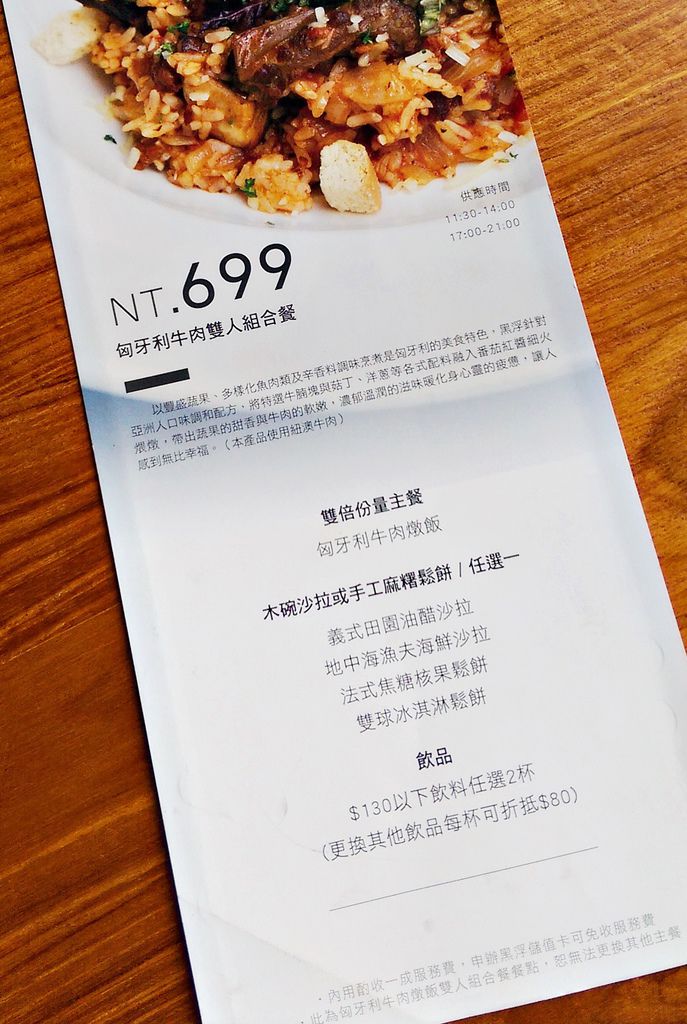 供應時間
11:30-14:00
17:00-21:00
NT.699
匈牙利牛肉雙人組合餐
以豐盛蔬果、多樣化魚肉類及辛香料調味烹煮是匈牙利的美食特色，黑浮針對
亞洲人口味調和配方，將特選牛腩塊與菇丁、洋蔥等各式配料融入番茄紅醬細火
煨燉，帶出蔬果的甜香與牛肉的軟嫩，濃郁溫潤的滋味暖化身心靈的疲憊，讓人
感到無比幸福。（本產品使用紐澳牛肉）
雙倍份量主餐
匈牙利牛肉燉飯
木碗沙拉或手工麻糬鬆餅 / 任選一
義式田園油醋沙拉
地中海漁夫海鮮沙拉
法式焦糖核果鬆餅
雙球冰淇淋鬆餅
飲品
$130以下飲料任選2杯
(更換其他飲品每杯可折抵$80)
．內用酌收一成服務費，申辦黑浮儲值卡可免收服務費
．此為匈牙利牛肉燉飯雙人組合餐餐點，恕無法更換其他主餐